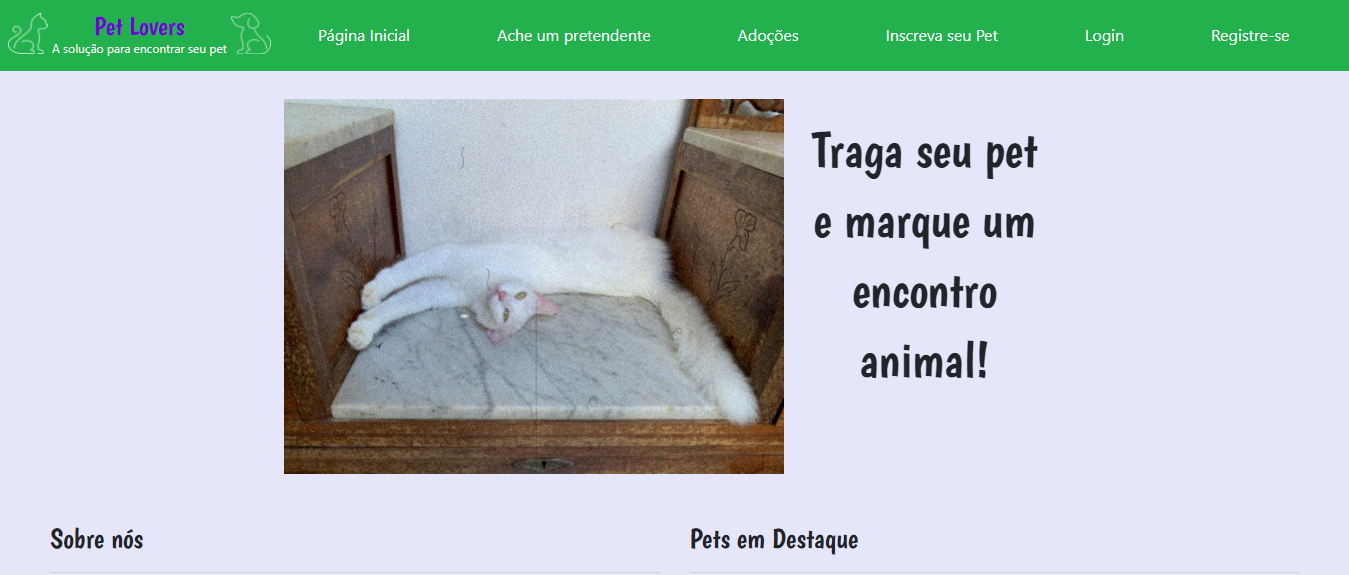 Pet Lovers
A solução para encontrar seu pet
Página Inicial
Ache um pretendente
Adoções
Inscreva seu Pet
Login
Registre-se
Traga seu pet
e marque um
encontro
animal!
Sobre nós
Pets em Destaque